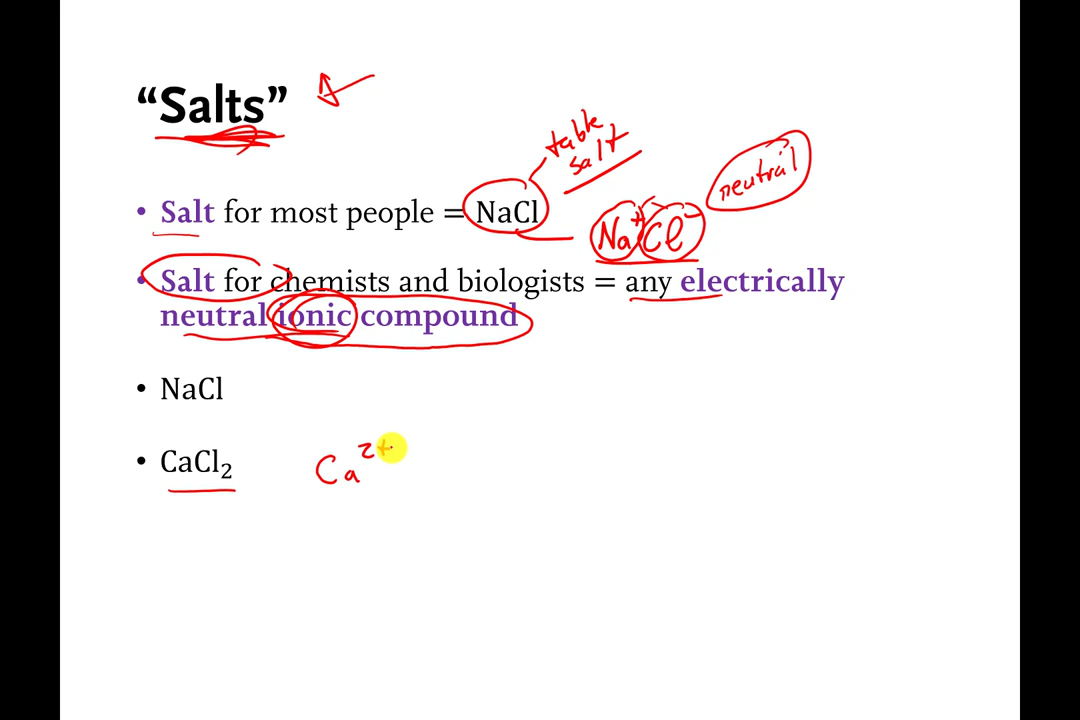 “Salts”
table
salt
neutral
• Salt for most people = NaCl
Na⁺Cl⁻
• Salt for chemists and biologists = any electrically
neutral ionic compound
• NaCl
• CaCl₂
Ca²⁺